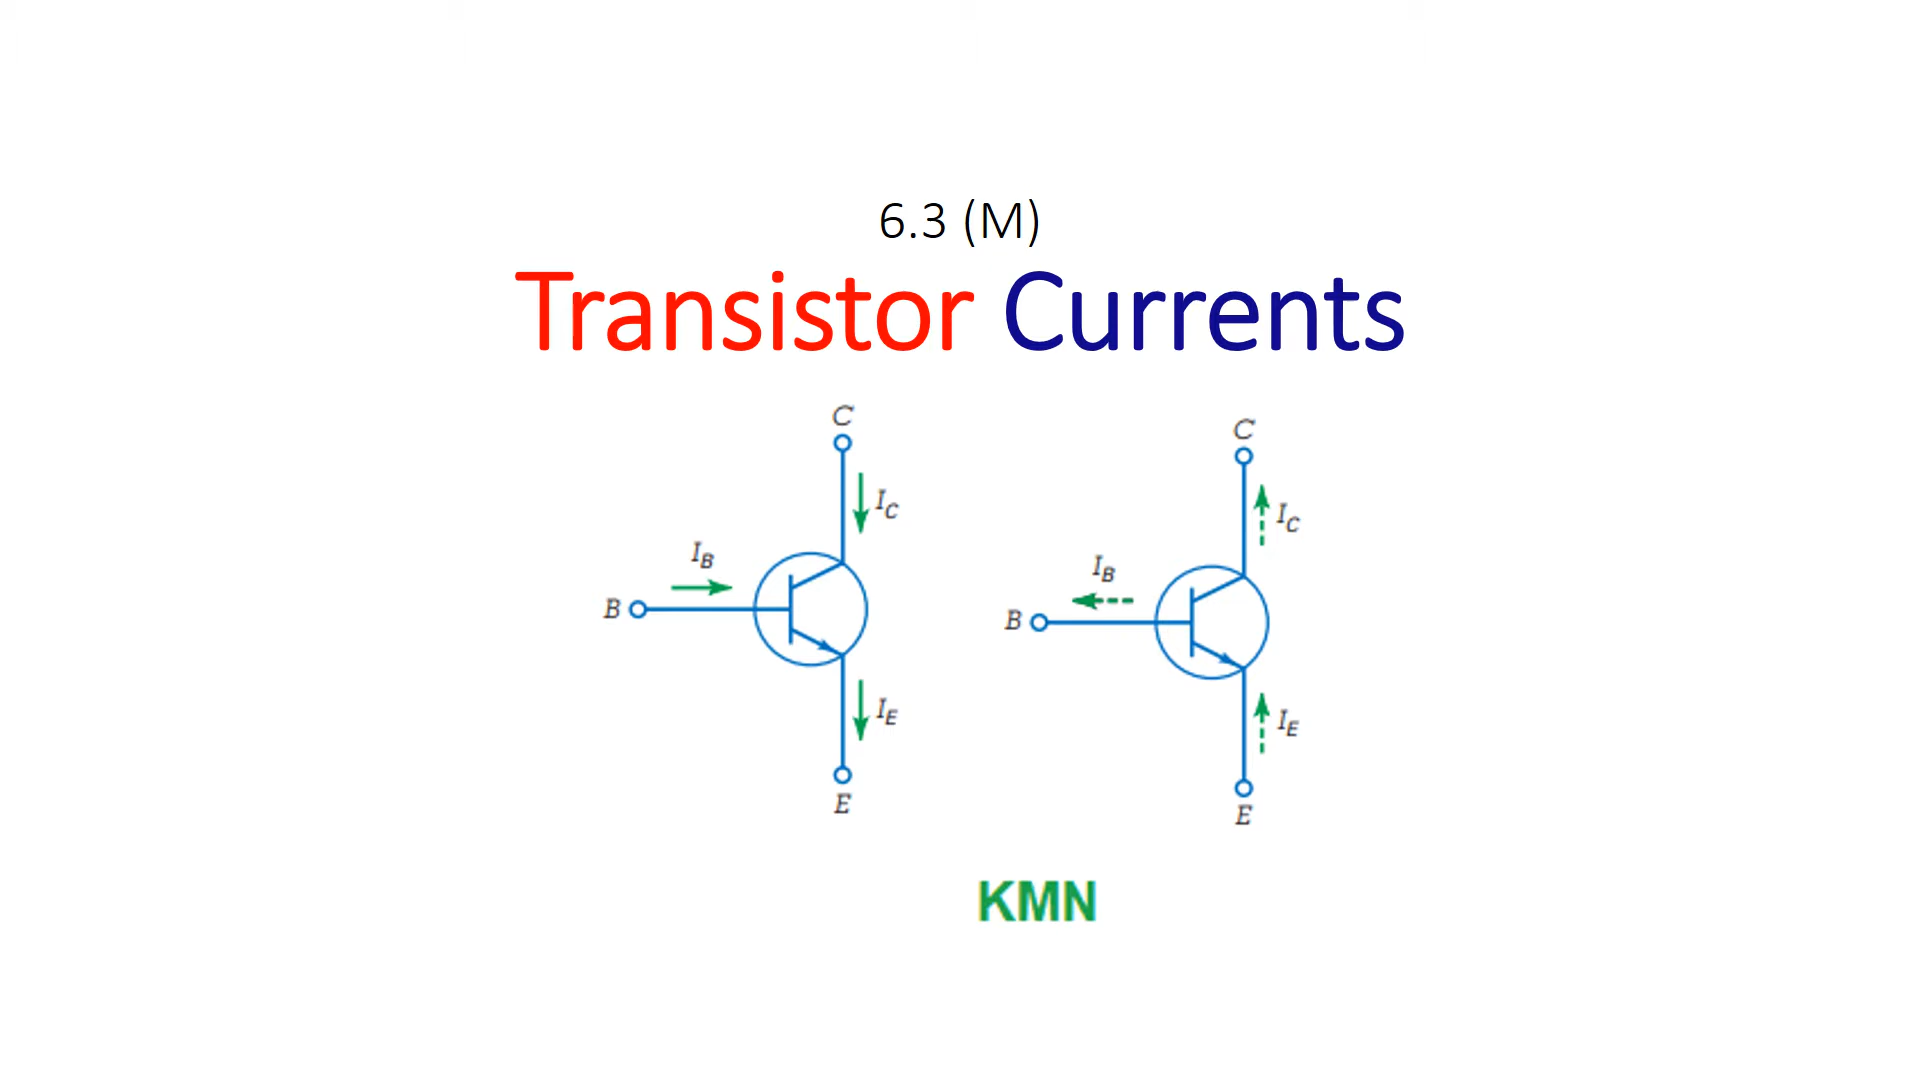 6.3 (M)
Transistor Currents
C
I_C
I_B
B
I_E
E
C
I_C
I_B
B
I_E
E
KMN